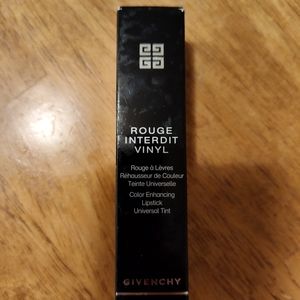 ROUGE
INTERDIT
VINYL
Rouge à Lèvres
Réhausseur de Couleur
Teinte Universelle
Color Enhancing
Lipstick
Universal Tint
GIVENCHY